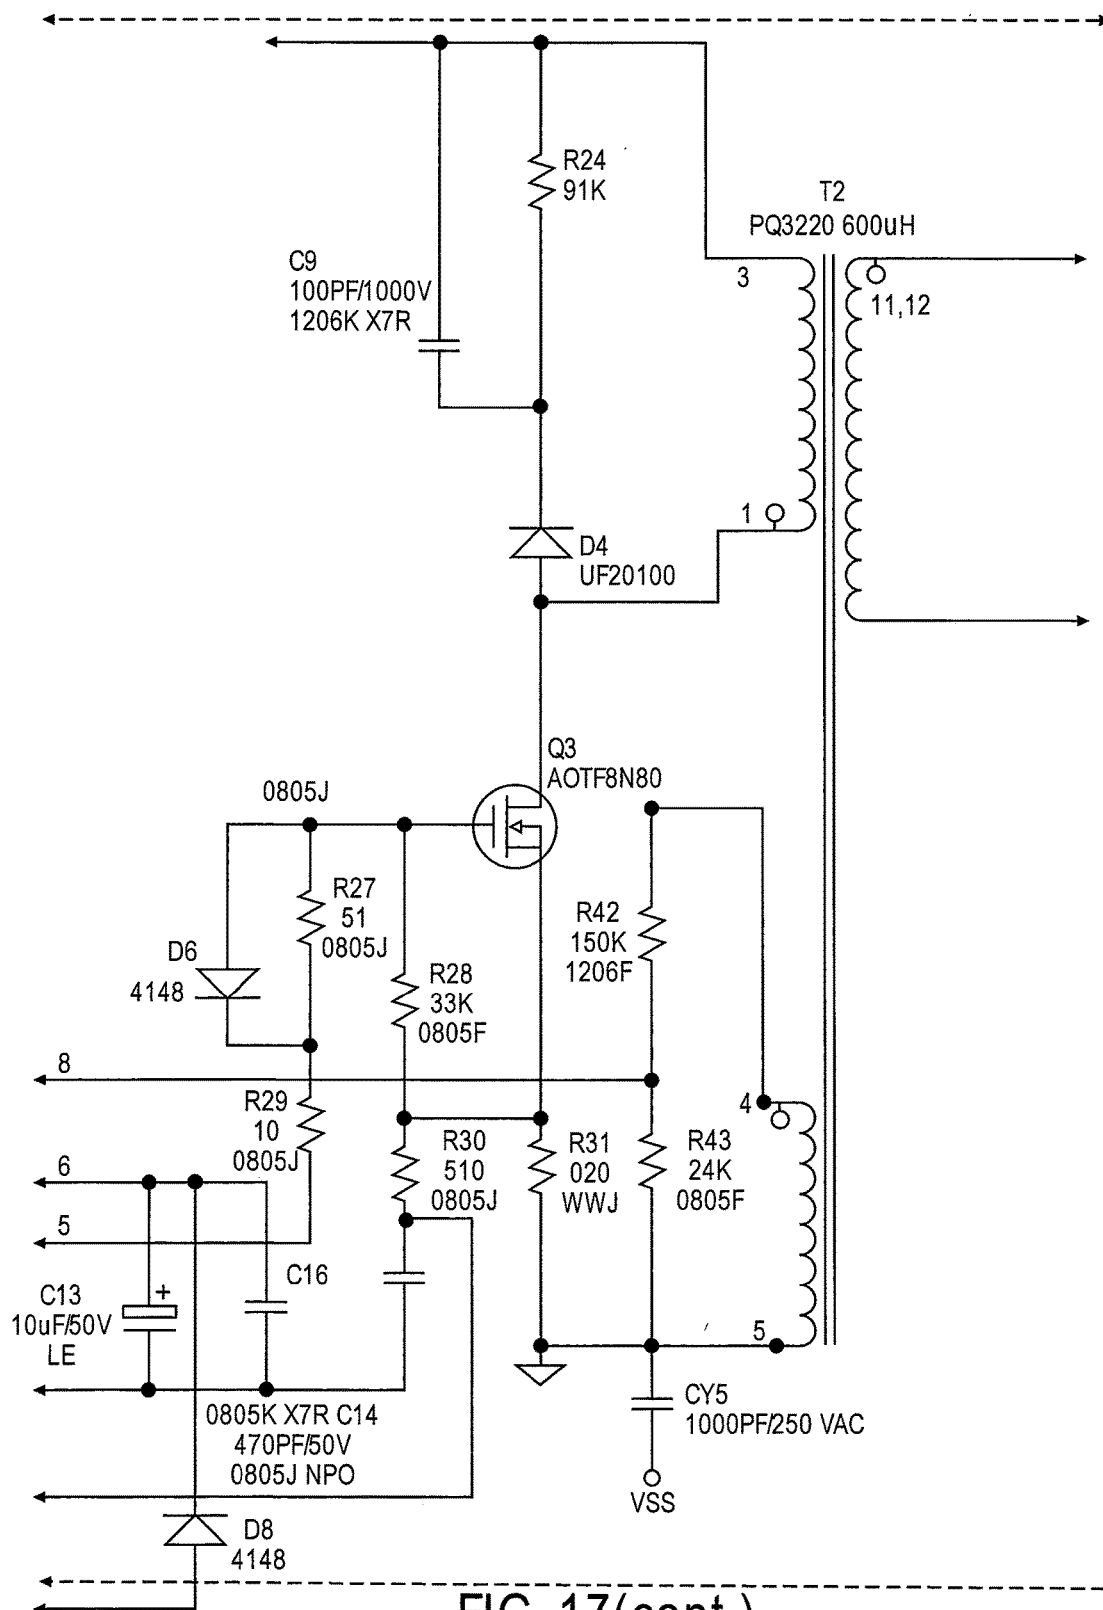 R24
91K
T2
PQ3220 600uH
C9
100PF/1000V
1206K X7R
3
11,12
1
D4
UF20100
Q3
AOTF8N80
0805J
R27
51
0805J
R42
150K
1206F
D6
4148
R28
33K
0805F
8
R29
10
0805J
4
R30
510
0805J
R31
020
WWJ
R43
24K
0805F
6
5
C16
C13
+
10uF/50V
LE
5
CY5
1000PF/250 VAC
0805K X7R C14
470PF/50V
0805J NPO
VSS
D8
4148
FIG. 17(cont.)